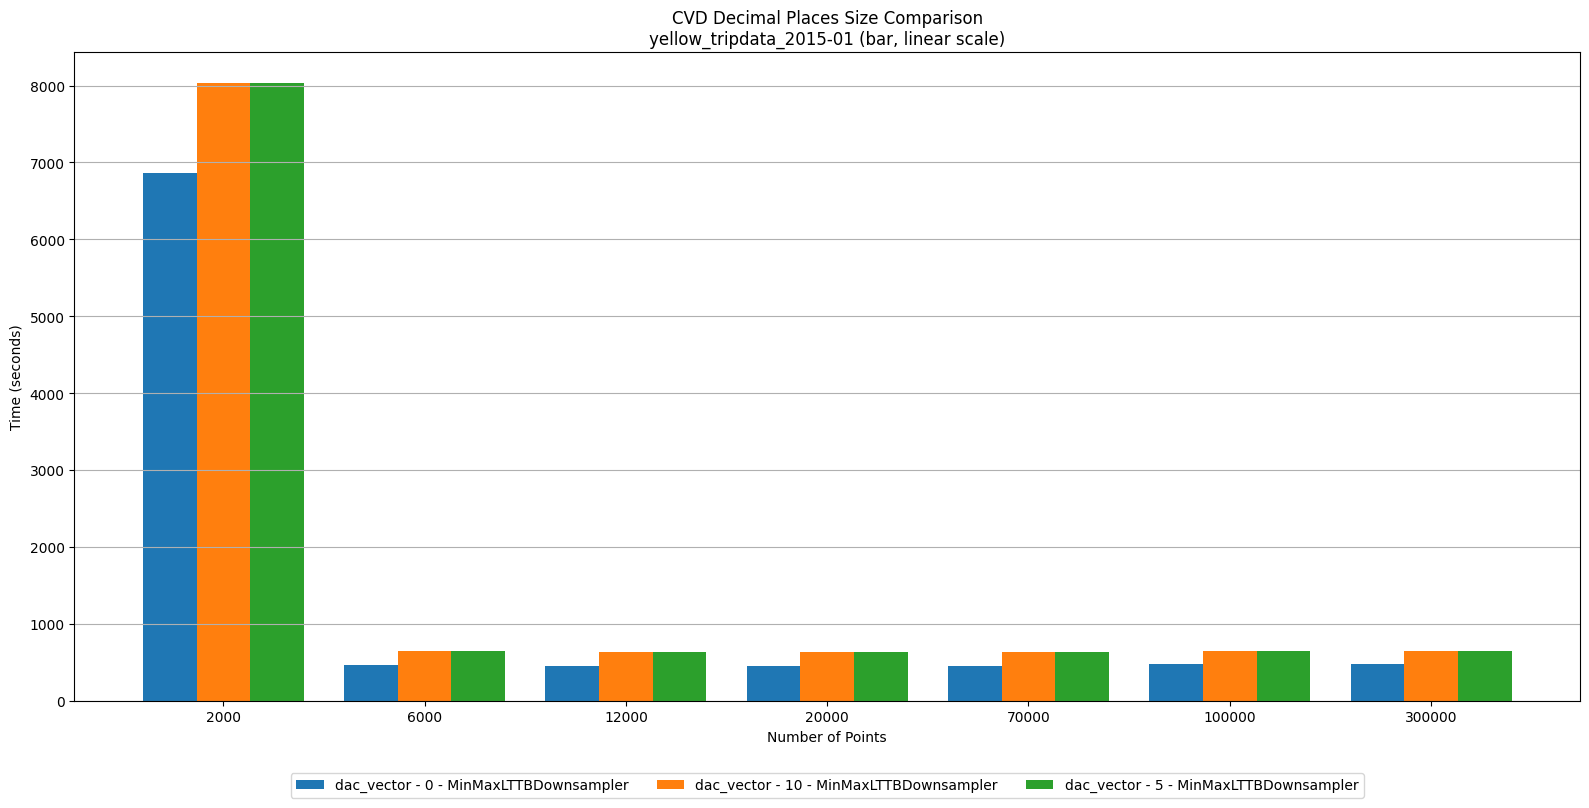 CVD Decimal Places Size Comparison
yellow_tripdata_2015-01 (bar, linear scale)
8000
7000
6000
5000
4000
3000
2000
1000
0
Time (seconds)
2000 6000 12000 20000 70000 100000 300000
Number of Points
dac_vector - 0 - MinMaxLTTBDownsampler dac_vector - 10 - MinMaxLTTBDownsampler dac_vector - 5 - MinMaxLTTBDownsampler